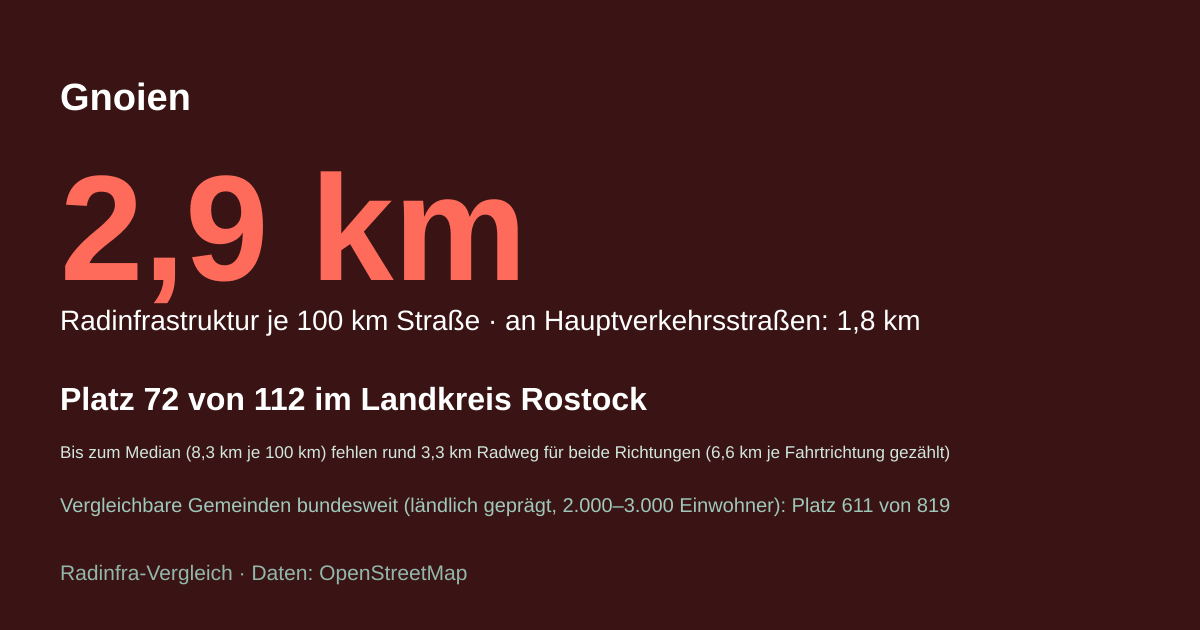 Gnoien
2,9 km
Radinfrastruktur je 100 km Straße · an Hauptverkehrsstraßen: 1,8 km
Platz 72 von 112 im Landkreis Rostock
Bis zum Median (8,3 km je 100 km) fehlen rund 3,3 km Radweg für beide Richtungen (6,6 km je Fahrtrichtung gezählt)
Vergleichbare Gemeinden bundesweit (ländlich geprägt, 2.000–3.000 Einwohner): Platz 611 von 819
Radinfra-Vergleich · Daten: OpenStreetMap